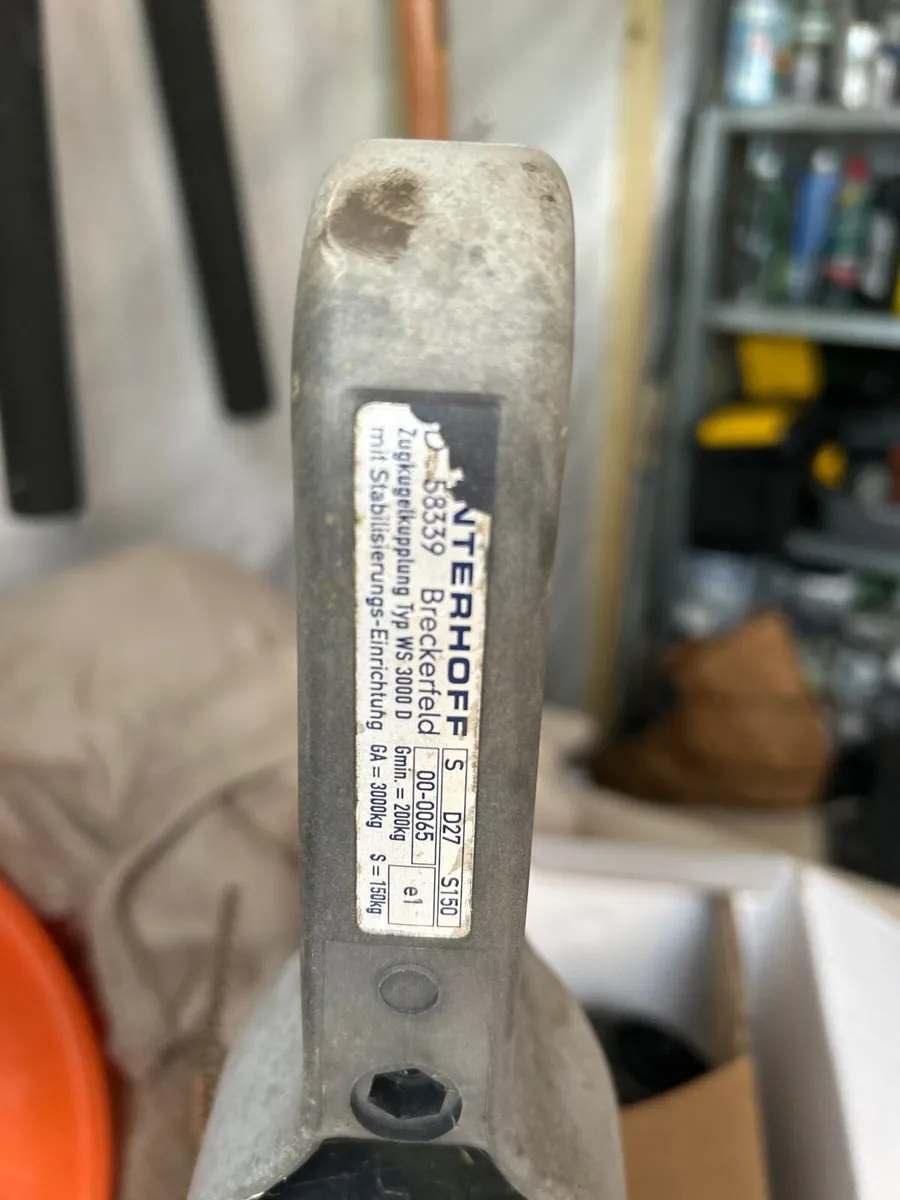 NTERHOFF
D-58339 Breckerfeld
Zugkugelkupplung Typ WS 3000 D
mit Stabilisierungs-Einrichtung
S D27 S150
00-0065
e1
Gmin. = 200kg
GA = 3000kg S = 150kg